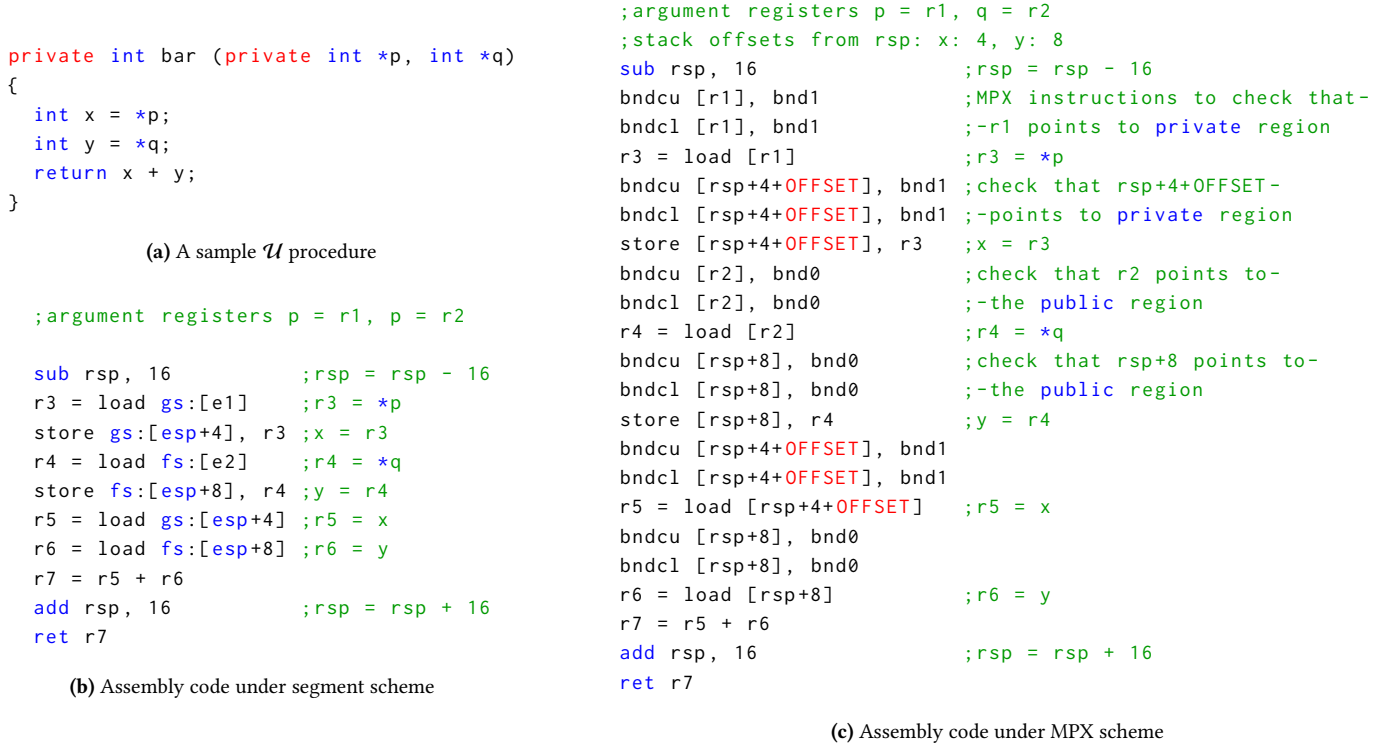 private int bar (private int *p, int *q)
{
  int x = *p;
  int y = *q;
  return x + y;
}
(a) A sample 𝒰 procedure
;argument registers p = r1, p = r2
sub rsp, 16 ;rsp = rsp - 16
r3 = load gs:[e1] ;r3 = *p
store gs:[esp+4], r3 ;x = r3
r4 = load fs:[e2] ;r4 = *q
store fs:[esp+8], r4 ;y = r4
r5 = load gs:[esp+4] ;r5 = x
r6 = load fs:[esp+8] ;r6 = y
r7 = r5 + r6
add rsp, 16 ;rsp = rsp + 16
ret r7
(b) Assembly code under segment scheme
;argument registers p = r1, q = r2
;stack offsets from rsp: x: 4, y: 8
sub rsp, 16 ;rsp = rsp - 16
bndcu [r1], bnd1 ;MPX instructions to check that-
bndcl [r1], bnd1 ;-r1 points to private region
r3 = load [r1] ;r3 = *p
bndcu [rsp+4+OFFSET], bnd1 ;check that rsp+4+OFFSET-
bndcl [rsp+4+OFFSET], bnd1 ;-points to private region
store [rsp+4+OFFSET], r3 ;x = r3
bndcu [r2], bnd0 ;check that r2 points to-
bndcl [r2], bnd0 ;-the public region
r4 = load [r2] ;r4 = *q
bndcu [rsp+8], bnd0 ;check that rsp+8 points to-
bndcl [rsp+8], bnd0 ;-the public region
store [rsp+8], r4 ;y = r4
bndcu [rsp+4+OFFSET], bnd1
bndcl [rsp+4+OFFSET], bnd1
r5 = load [rsp+4+OFFSET] ;r5 = x
bndcu [rsp+8], bnd0
bndcl [rsp+8], bnd0
r6 = load [rsp+8] ;r6 = y
r7 = r5 + r6
add rsp, 16 ;rsp = rsp + 16
ret r7
(c) Assembly code under MPX scheme